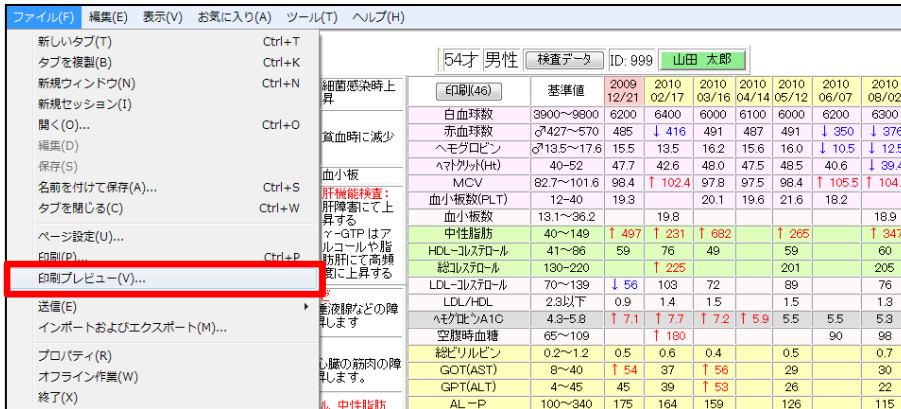 ファイル(F) 編集(E) 表示(V) お気に入り(A) ツール(T) ヘルプ(H)
新しいタブ(T) Ctrl+T
タブを複製(B) Ctrl+K
新規ウィンドウ(N) Ctrl+N
新規セッション(I)
開く(O)... Ctrl+O
編集(D)
保存(S)
名前を付けて保存(A)... Ctrl+S
タブを閉じる(C) Ctrl+W
ページ設定(U)...
印刷(P)... Ctrl+P
印刷プレビュー(V)...
送信(E)
インポートおよびエクスポート(M)...
プロパティ(R)
オフライン作業(W)
終了(X)
細菌感染時上
昇
貧血時に減少
血小板
肝機能検査:
肝障害にて上
昇する
γ-GTP はア
ルコールや脂
肪肝にて高頻
度に上昇する
唾液腺などの障
昇します
心臓の筋肉の障
昇します。
ル 中性脂肪
54才 男性 検査データ ID: 999 山田 太郎
印刷(46) 基準値 2009 12/21 2010 02/17 2010 03/16 2010 04/14 2010 05/12 2010 06/07 2010 08/02
白血球数 3900~9800 6200 6400 6000 6100 6000 6200 6300
赤血球数 ♂427~570 485 ↓ 416 491 487 491 ↓ 350 ↓ 376
ヘモグロビン ♂13.5~17.6 15.5 13.5 16.2 15.6 16.0 ↓ 10.5 ↓ 12.5
ヘマトクリット(Ht) 40-52 47.7 42.6 48.0 47.5 48.5 40.6 ↓ 39.4
MCV 82.7~101.6 98.4 ↑ 102.4 97.8 97.5 98.4 ↑ 105.5 ↑ 104.
血小板数(PLT) 12-40 19.3 20.1 19.6 21.6 18.2
血小板数 13.1~36.2 19.8 18.9
中性脂肪 40~149 ↑ 497 ↑ 231 ↑ 682 ↑ 265 ↑ 347
HDL-コレステロール 41~86 59 76 49 59 60
総コレステロール 130-220 ↑ 225 201 205
LDL-コレステロール 70~139 ↓ 56 103 72 89 76
LDL/HDL 2.3以下 0.9 1.4 1.5 1.5 1.3
ヘモグロビンA1C 4.3-5.8 ↑ 7.1 ↑ 7.7 ↑ 7.2 ↑ 5.9 5.5 5.5 5.3
空腹時血糖 65~109 ↑ 180 90 98
総ビリルビン 0.2~1.2 0.5 0.6 0.4 0.5 0.7
GOT(AST) 8~40 ↑ 54 37 ↑ 56 29 30
GPT(ALT) 4~45 45 39 ↑ 53 26 22
AL-P 100~340 175 164 159 126 115